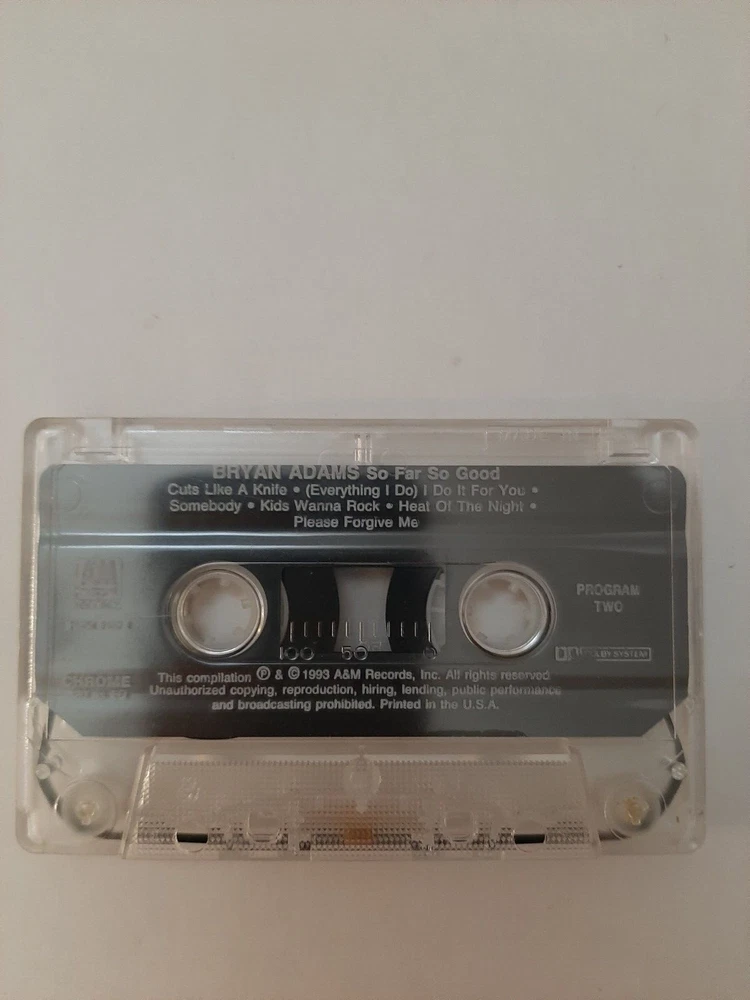 BRYAN ADAMS So Far So Good
Cuts Like A Knife • (Everything I Do) I Do It For You •
Somebody • Kids Wanna Rock • Heat Of The Night •
Please Forgive Me
A&M
PROGRAM
TWO
100 50 0
DOLBY SYSTEM
CHROME
This compilation Ⓟ & © 1993 A&M Records, Inc. All rights reserved
Unauthorized copying, reproduction, hiring, lending, public performance
and broadcasting prohibited. Printed in the U.S.A.